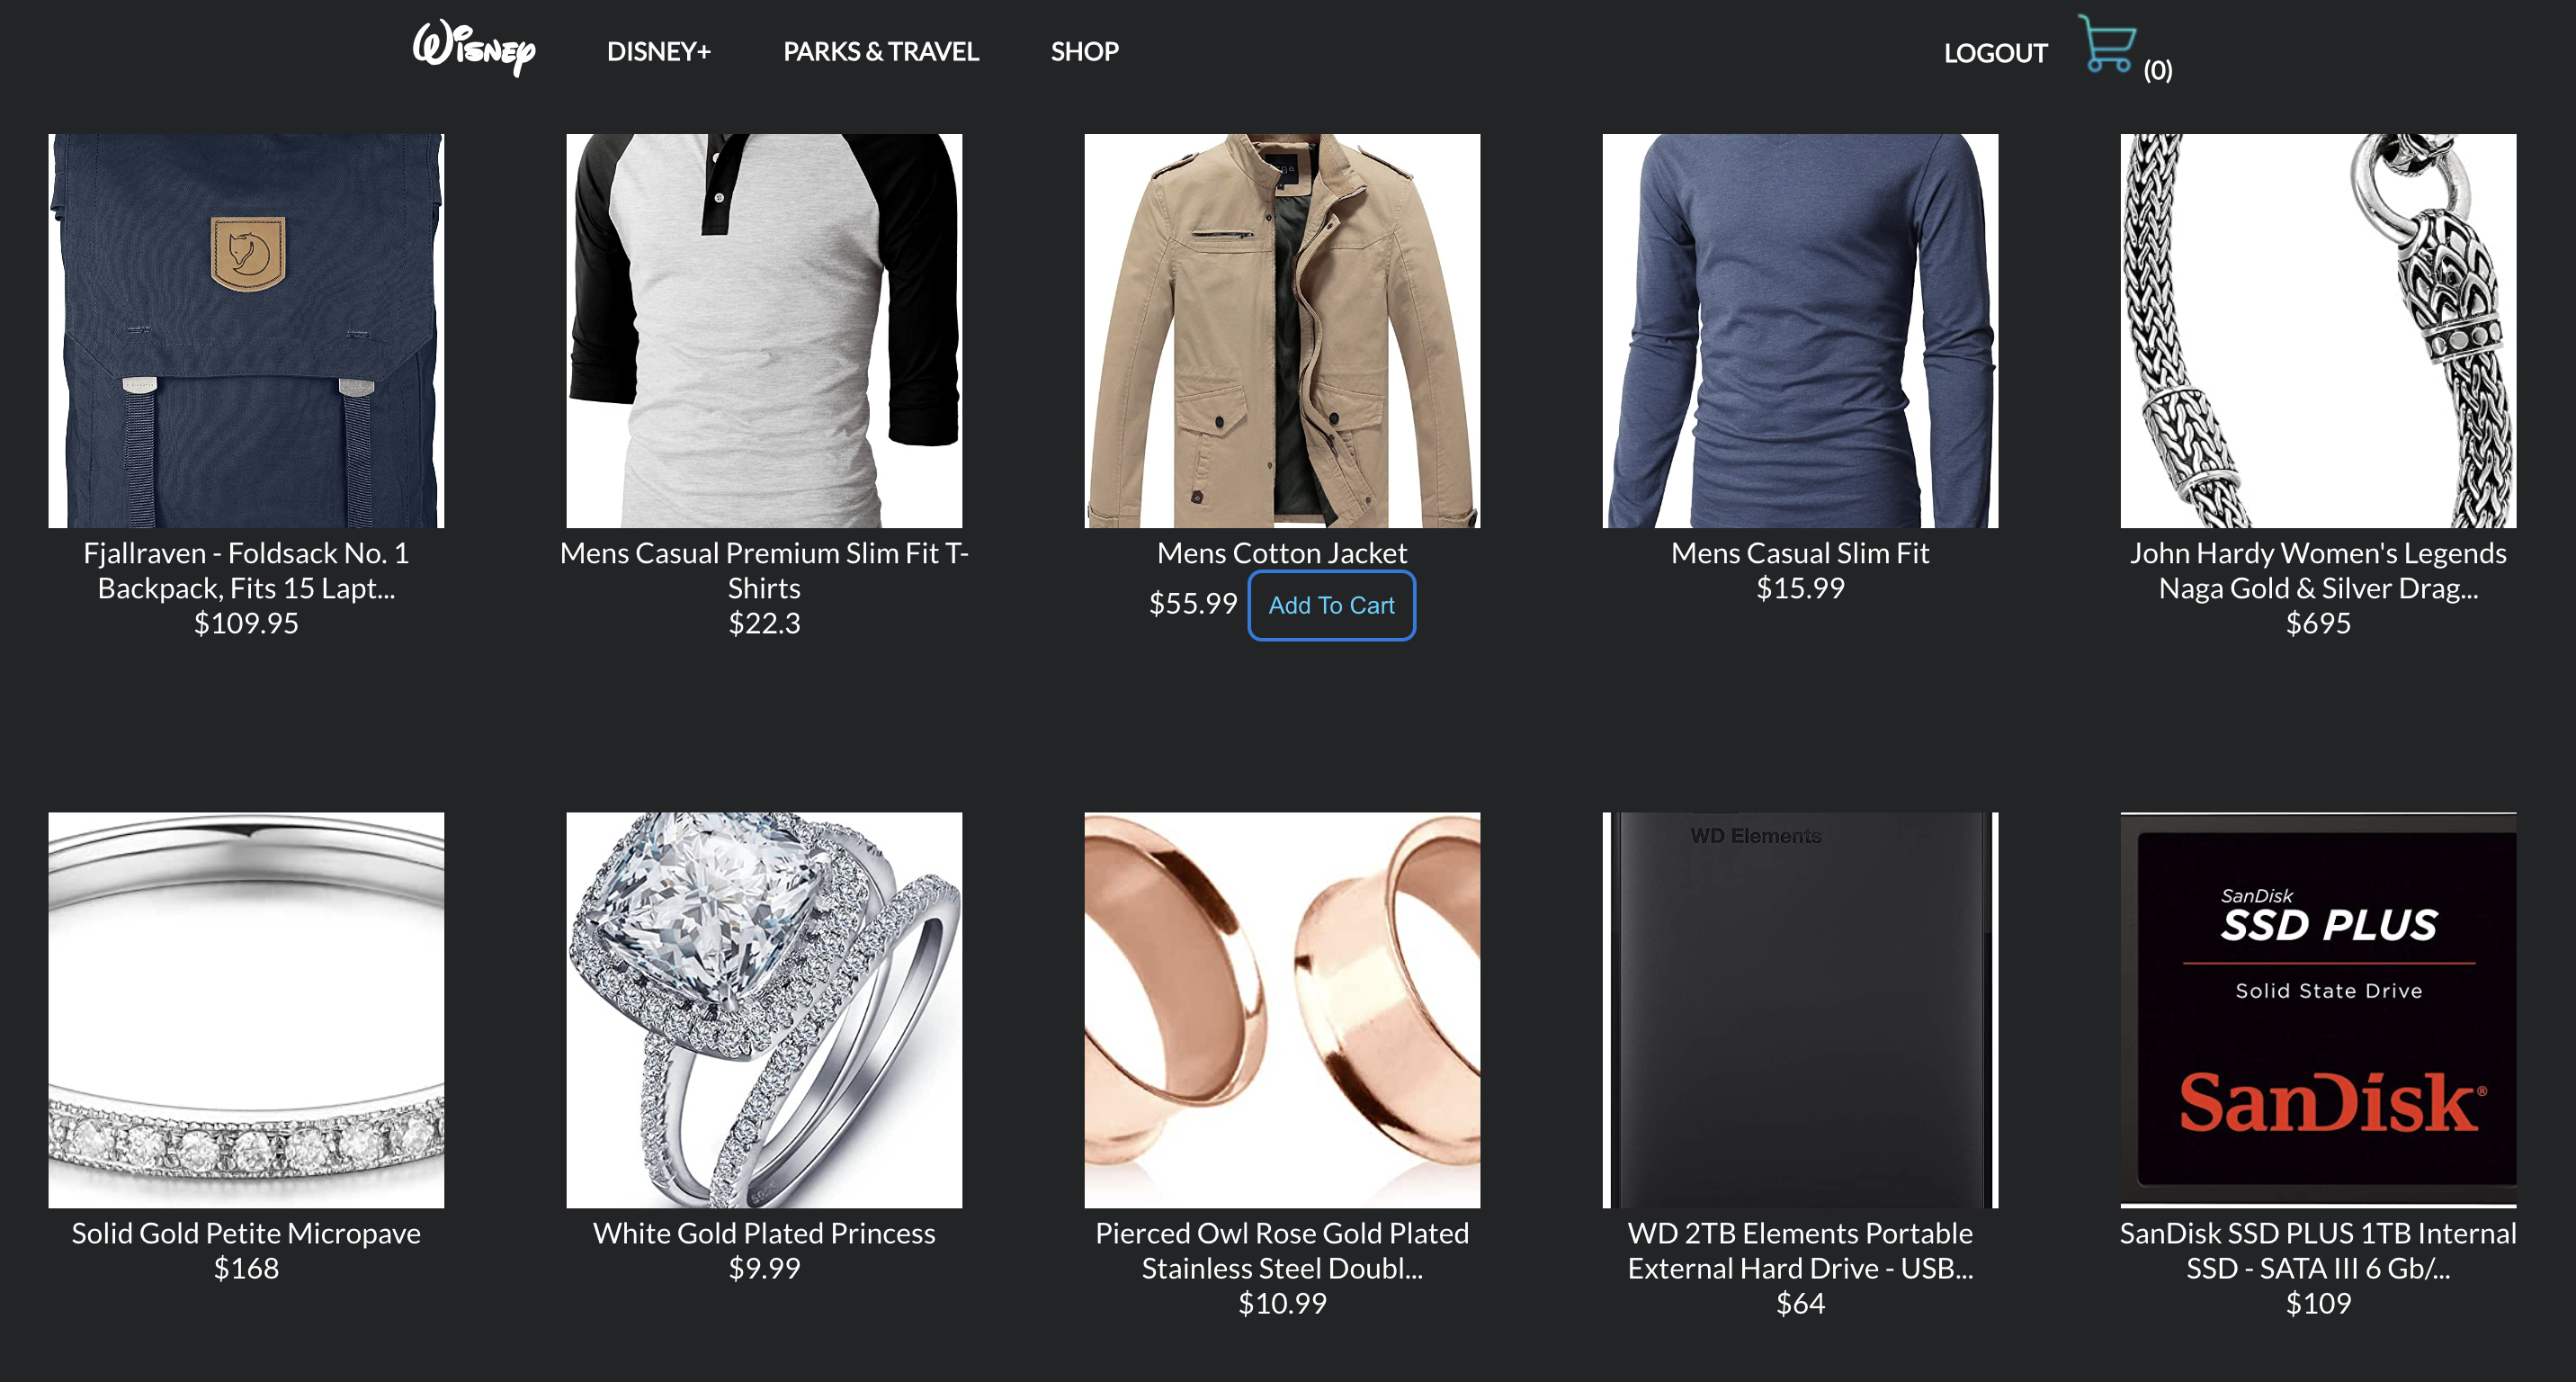 Wisney
DISNEY+
PARKS & TRAVEL
SHOP
LOGOUT
(0)
Fjallraven - Foldsack No. 1
Backpack, Fits 15 Lapt...
$109.95
Mens Casual Premium Slim Fit T-
Shirts
$22.3
Mens Cotton Jacket
$55.99 Add To Cart
Mens Casual Slim Fit
$15.99
John Hardy Women's Legends
Naga Gold & Silver Drag...
$695
Solid Gold Petite Micropave
$168
White Gold Plated Princess
$9.99
Pierced Owl Rose Gold Plated
Stainless Steel Doubl...
$10.99
WD Elements
WD 2TB Elements Portable
External Hard Drive - USB...
$64
SanDisk
SSD PLUS
Solid State Drive
SanDisk®
SanDisk SSD PLUS 1TB Internal
SSD - SATA III 6 Gb/...
$109